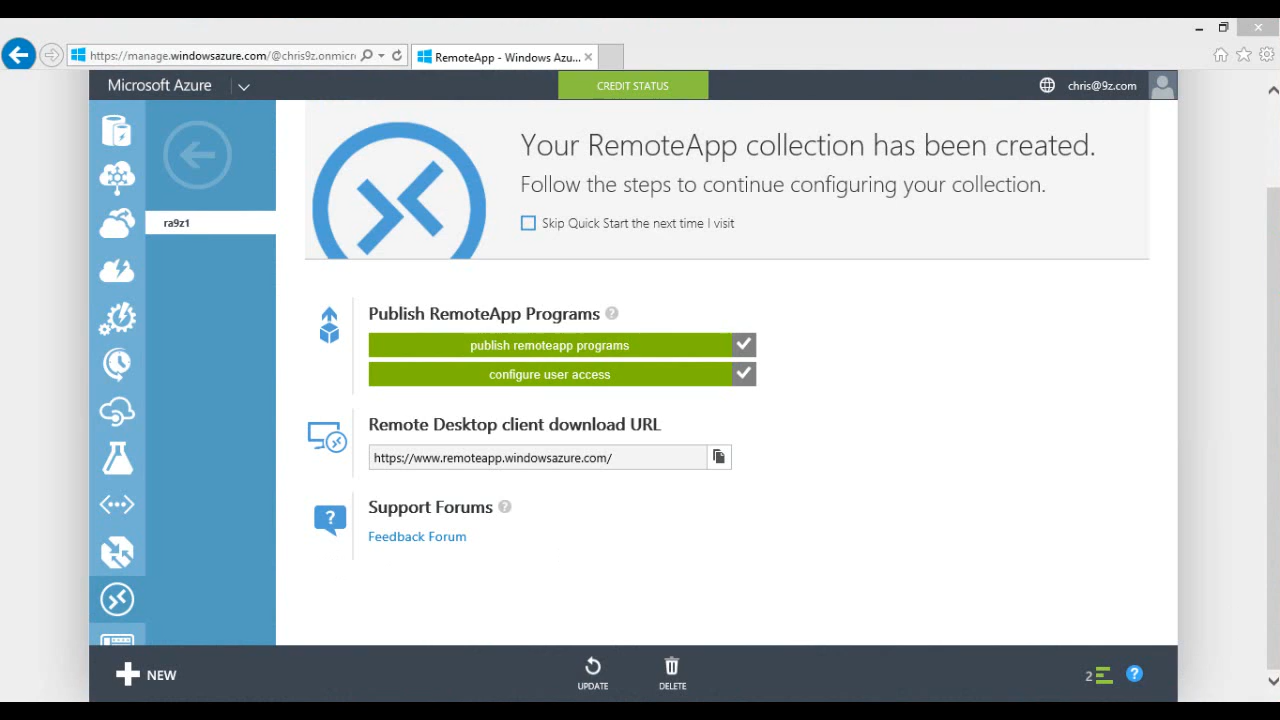 https://manage.windowsazure.com/@chris9z.onmicr
RemoteApp - Windows Azu...
Microsoft Azure
CREDIT STATUS
chris@9z.com
Your RemoteApp collection has been created.
Follow the steps to continue configuring your collection.
Skip Quick Start the next time I visit
ra9z1
Publish RemoteApp Programs ?
publish remoteapp programs
configure user access
Remote Desktop client download URL
https://www.remoteapp.windowsazure.com/
Support Forums ?
?
Feedback Forum
NEW
UPDATE
DELETE
2
?